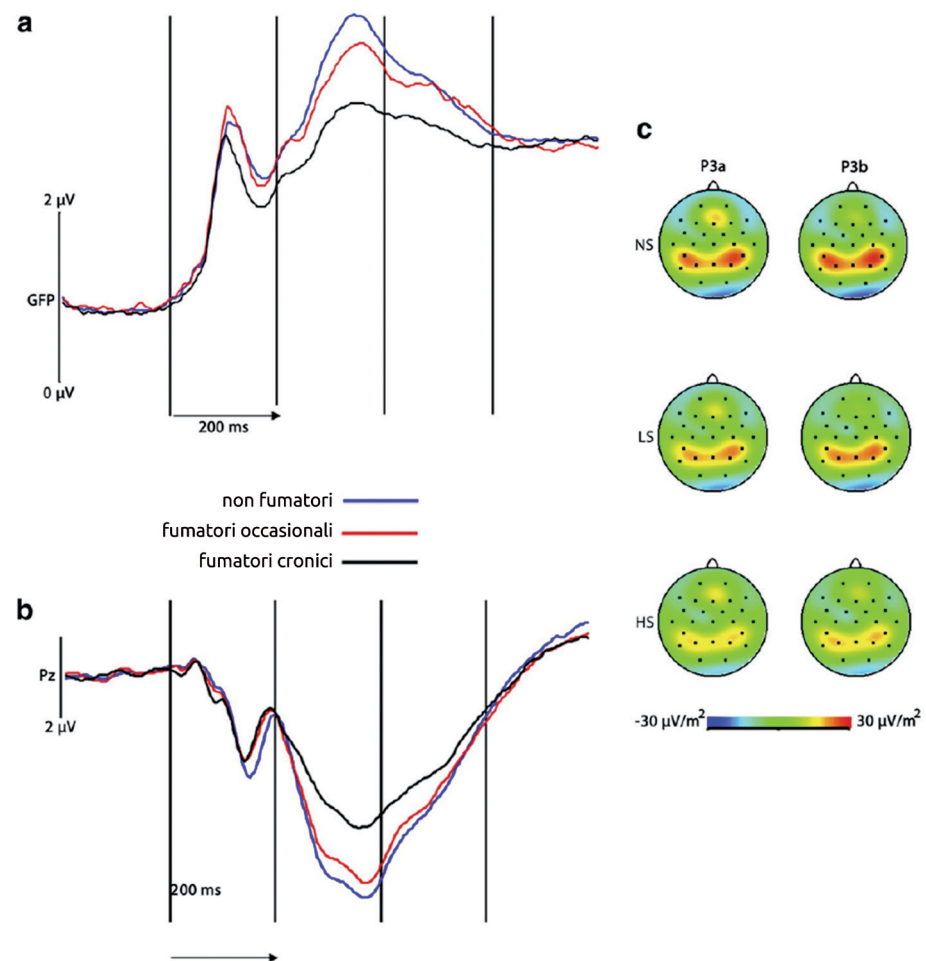 a
2 µV
GFP
0 µV
200 ms
non fumatori
fumatori occasionali
fumatori cronici
b
Pz
2 µV
200 ms
c
P3a P3b
NS
LS
HS
-30 µV/m² 30 µV/m²